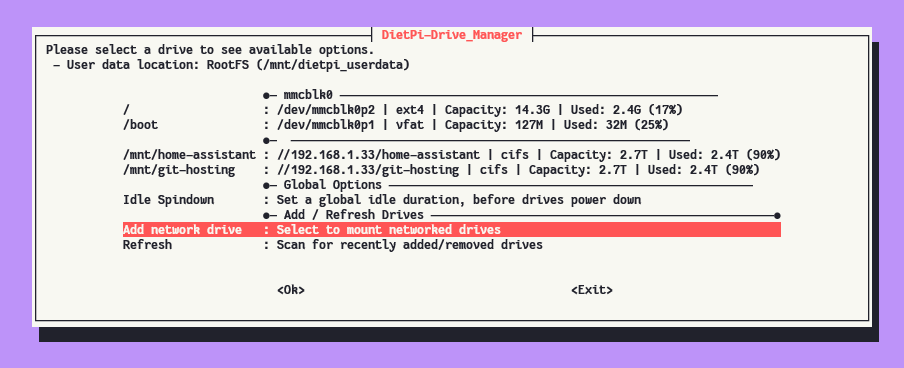 DietPi-Drive_Manager
Please select a drive to see available options.
- User data location: RootFS (/mnt/dietpi_userdata)
●─ mmcblk0
/ : /dev/mmcblk0p2 | ext4 | Capacity: 14.3G | Used: 2.4G (17%)
/boot : /dev/mmcblk0p1 | vfat | Capacity: 127M | Used: 32M (25%)
●─
/mnt/home-assistant : //192.168.1.33/home-assistant | cifs | Capacity: 2.7T | Used: 2.4T (90%)
/mnt/git-hosting : //192.168.1.33/git-hosting | cifs | Capacity: 2.7T | Used: 2.4T (90%)
●─ Global Options
Idle Spindown : Set a global idle duration, before drives power down
●─ Add / Refresh Drives ─●
Add network drive : Select to mount networked drives
Refresh : Scan for recently added/removed drives
<Ok> <Exit>